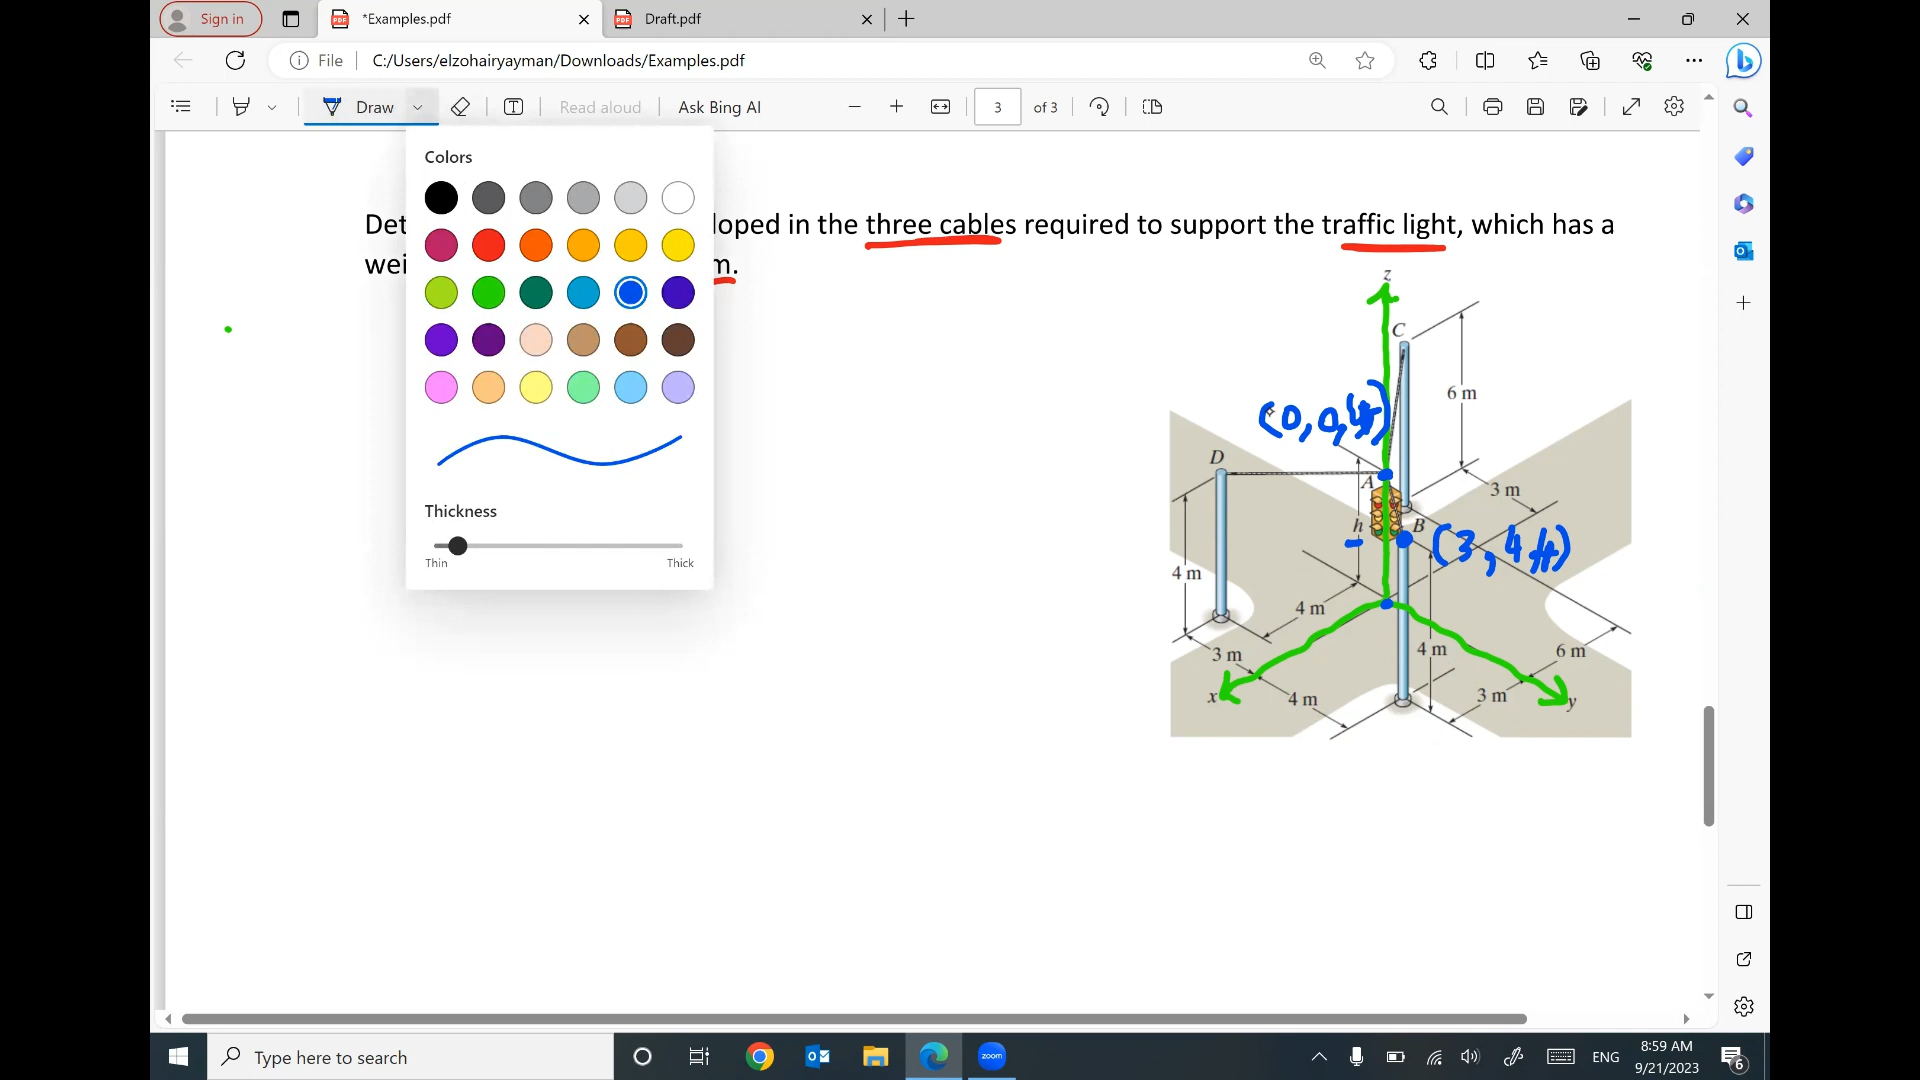 Sign in
*Examples.pdf
Draft.pdf
File
C:/Users/elzohairyayman/Downloads/Examples.pdf
Draw
Read aloud
Ask Bing AI
3
of 3
Colors
Det
loped in the three cables required to support the traffic light, which has a
wei
m.
Thickness
Thin
Thick
z
C
6 m
(0, 0,
D
A
3 m
h
B
(3, 4,
4 m
4 m
3 m
4 m
6 m
x
4 m
3 m
y
Type here to search
zoom
ENG
8:59 AM
9/21/2023
6